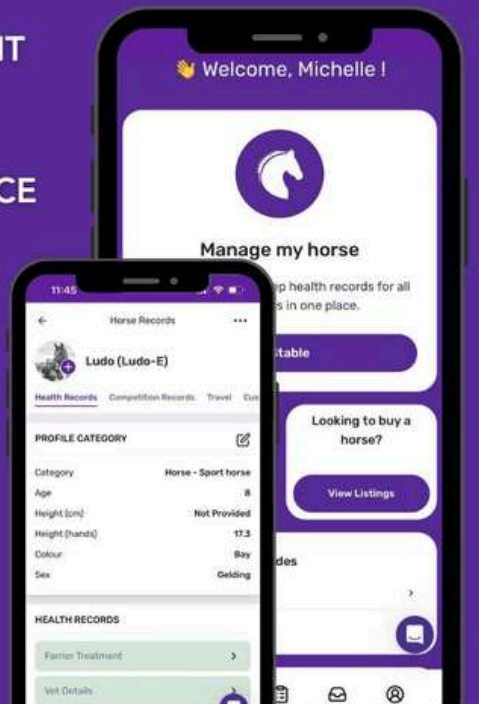 IT
CE
Welcome, Michelle !
Manage my horse
ep health records for all
s in one place.
table
Looking to buy a
horse?
View Listings
des
11:45
Horse Records
Ludo (Ludo-E)
Health Records Competition Records Travel Cus
PROFILE CATEGORY
Category Horse - Sport horse
Age 8
Height (cm) Not Provided
Height (hands) 17.3
Colour Bay
Sex Gelding
HEALTH RECORDS
Farrier Treatment
Vet Details